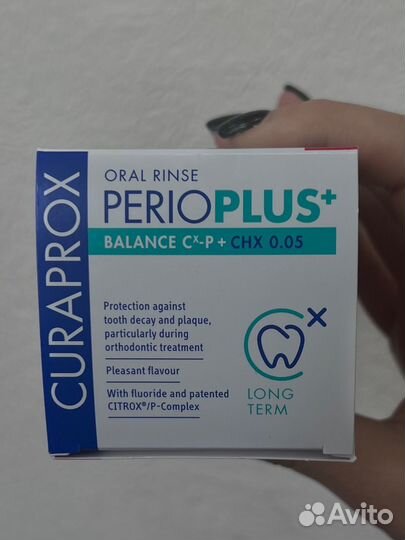 CURAPROX
ORAL RINSE
PERIOPLUS+
BALANCE Cˣ-P + CHX 0.05
Protection against
tooth decay and plaque,
particularly during
orthodontic treatment
Pleasant flavour
With fluoride and patented
CITROX®/P-Complex
X
LONG
TERM
Avito